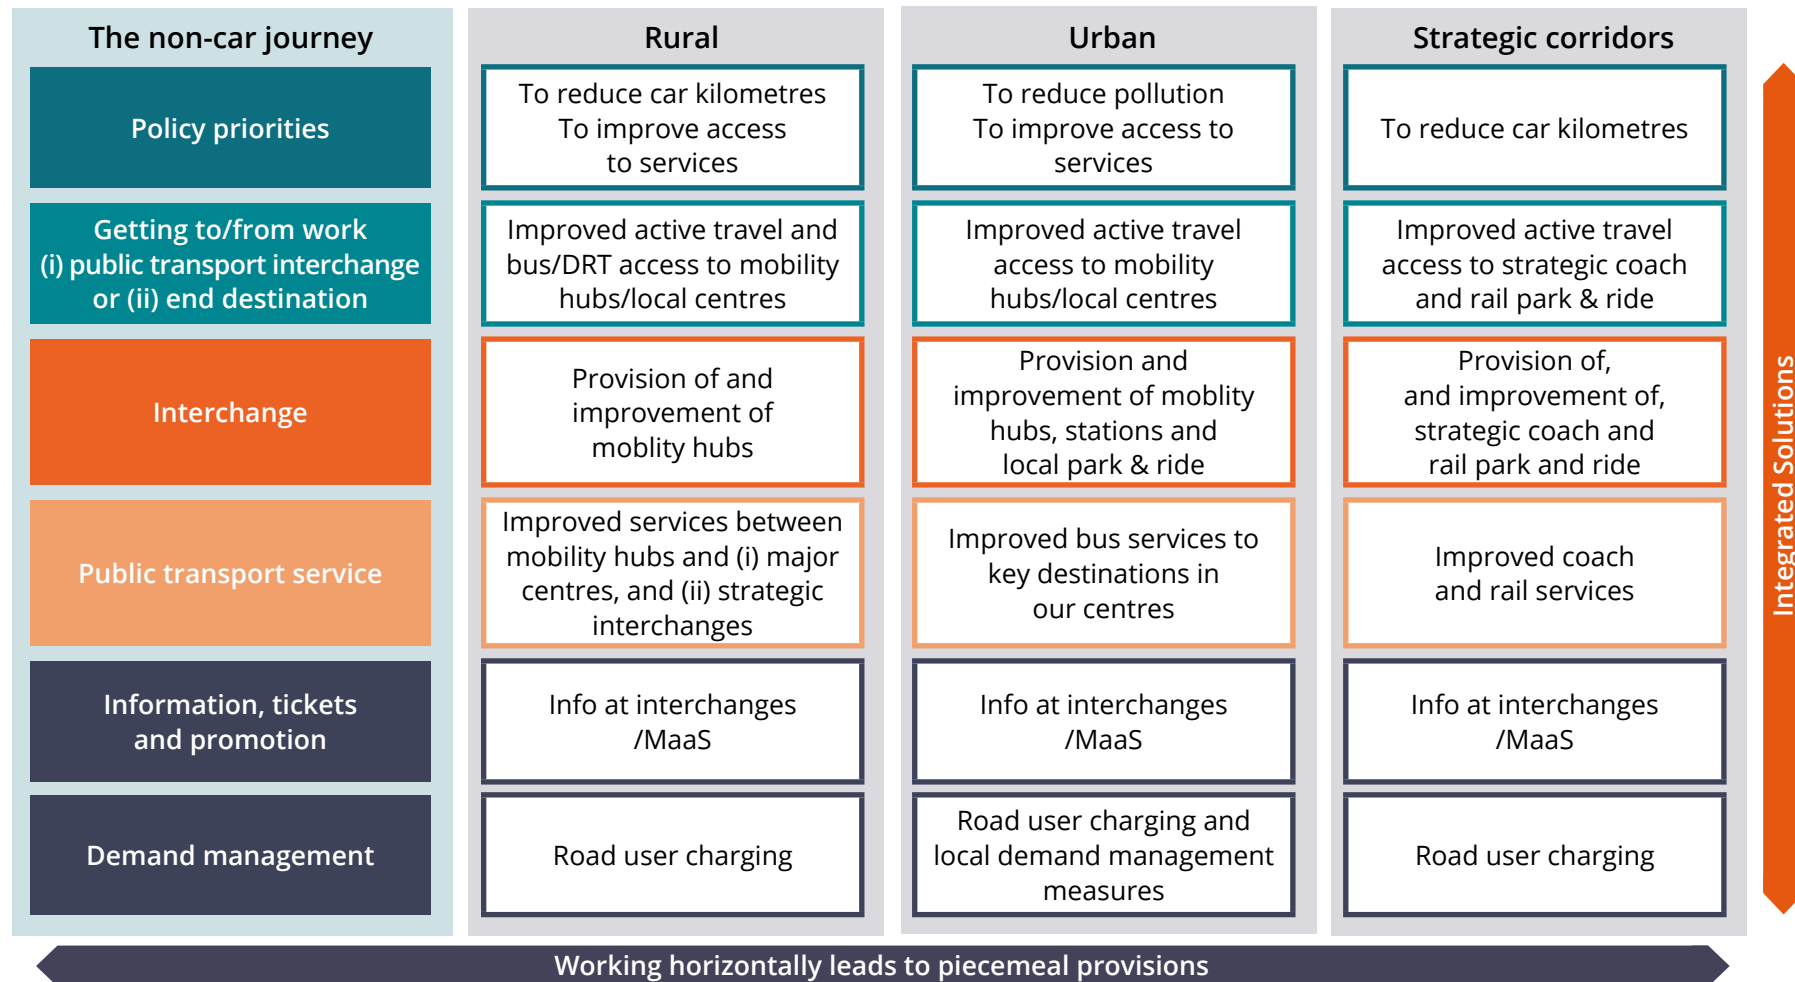 The non-car journey
Rural
Urban
Strategic corridors
Policy priorities
To reduce car kilometres
To improve access
to services
To reduce pollution
To improve access to
services
To reduce car kilometres
Getting to/from work
(i) public transport interchange
or (ii) end destination
Improved active travel and
bus/DRT access to mobility
hubs/local centres
Improved active travel
access to mobility
hubs/local centres
Improved active travel
access to strategic coach
and rail park & ride
Interchange
Provision of and
improvement of
moblity hubs
Provision and
improvement of moblity
hubs, stations and
local park & ride
Provision of,
and improvement of,
strategic coach and
rail park and ride
Public transport service
Improved services between
mobility hubs and (i) major
centres, and (ii) strategic
interchanges
Improved bus services to
key destinations in
our centres
Improved coach
and rail services
Information, tickets
and promotion
Info at interchanges
/MaaS
Info at interchanges
/MaaS
Info at interchanges
/MaaS
Demand management
Road user charging
Road user charging and
local demand management
measures
Road user charging
Integrated Solutions
Working horizontally leads to piecemeal provisions